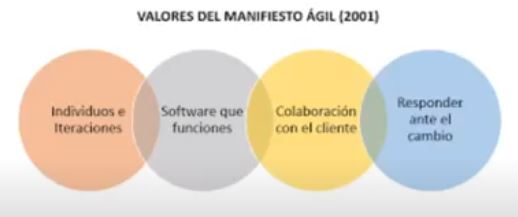 VALORES DEL MANIFIESTO ÁGIL (2001)
Individuos e
Iteraciones
Software que
funciones
Colaboración
con el cliente
Responder
ante el
cambio